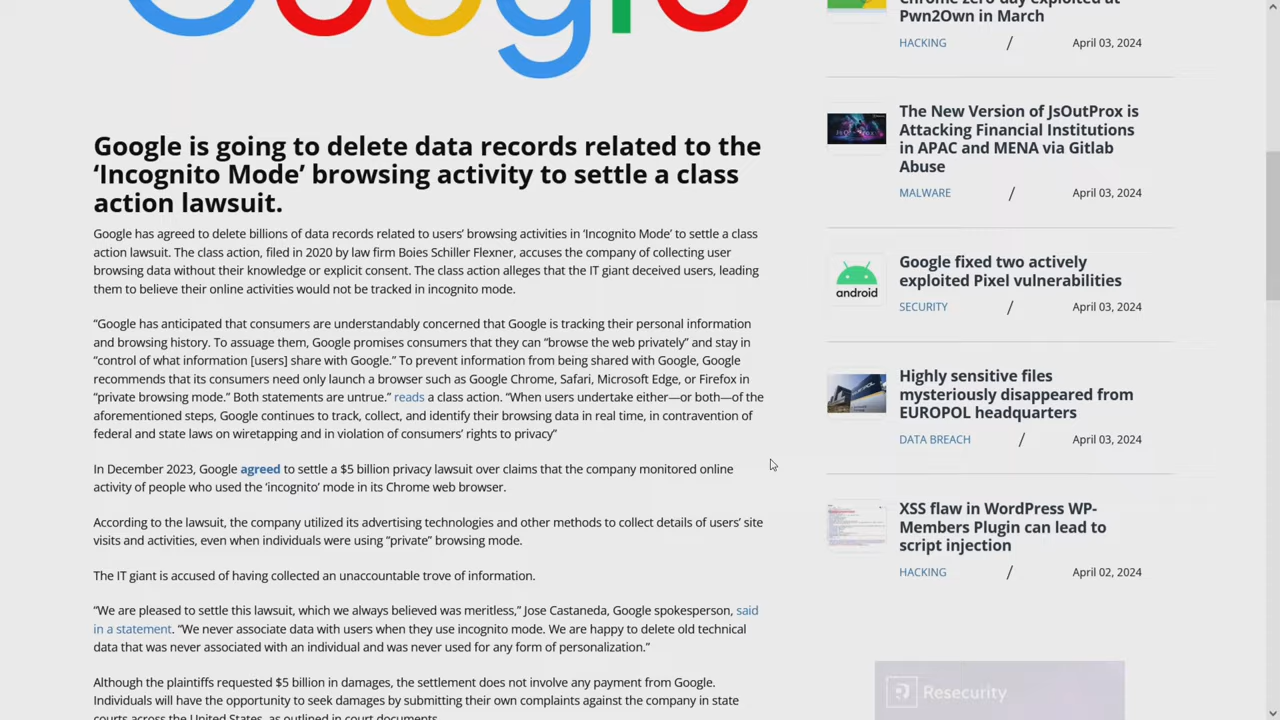 Google
Google is going to delete data records related to the
‘Incognito Mode’ browsing activity to settle a class
action lawsuit.
Google has agreed to delete billions of data records related to users’ browsing activities in ‘Incognito Mode’ to settle a class
action lawsuit. The class action, filed in 2020 by law firm Boies Schiller Flexner, accuses the company of collecting user
browsing data without their knowledge or explicit consent. The class action alleges that the IT giant deceived users, leading
them to believe their online activities would not be tracked in incognito mode.
“Google has anticipated that consumers are understandably concerned that Google is tracking their personal information
and browsing history. To assuage them, Google promises consumers that they can “browse the web privately” and stay in
“control of what information [users] share with Google.” To prevent information from being shared with Google, Google
recommends that its consumers need only launch a browser such as Google Chrome, Safari, Microsoft Edge, or Firefox in
“private browsing mode.” Both statements are untrue.” reads a class action. “When users undertake either—or both—of the
aforementioned steps, Google continues to track, collect, and identify their browsing data in real time, in contravention of
federal and state laws on wiretapping and in violation of consumers’ rights to privacy”
In December 2023, Google agreed to settle a $5 billion privacy lawsuit over claims that the company monitored online
activity of people who used the ‘incognito’ mode in its Chrome web browser.
According to the lawsuit, the company utilized its advertising technologies and other methods to collect details of users’ site
visits and activities, even when individuals were using “private” browsing mode.
The IT giant is accused of having collected an unaccountable trove of information.
“We are pleased to settle this lawsuit, which we always believed was meritless,” Jose Castaneda, Google spokesperson, said
in a statement. “We never associate data with users when they use incognito mode. We are happy to delete old technical
data that was never associated with an individual and was never used for any form of personalization.”
Although the plaintiffs requested $5 billion in damages, the settlement does not involve any payment from Google.
Individuals will have the opportunity to seek damages by submitting their own complaints against the company in state
courts across the United States, as outlined in court documents.
Chrome zero-day exploited at
Pwn2Own in March
HACKING / April 03, 2024
The New Version of JsOutProx is
Attacking Financial Institutions
in APAC and MENA via Gitlab
Abuse
MALWARE / April 03, 2024
android
Google fixed two actively
exploited Pixel vulnerabilities
SECURITY / April 03, 2024
Highly sensitive files
mysteriously disappeared from
EUROPOL headquarters
DATA BREACH / April 03, 2024
XSS flaw in WordPress WP-
Members Plugin can lead to
script injection
HACKING / April 02, 2024
Resecurity